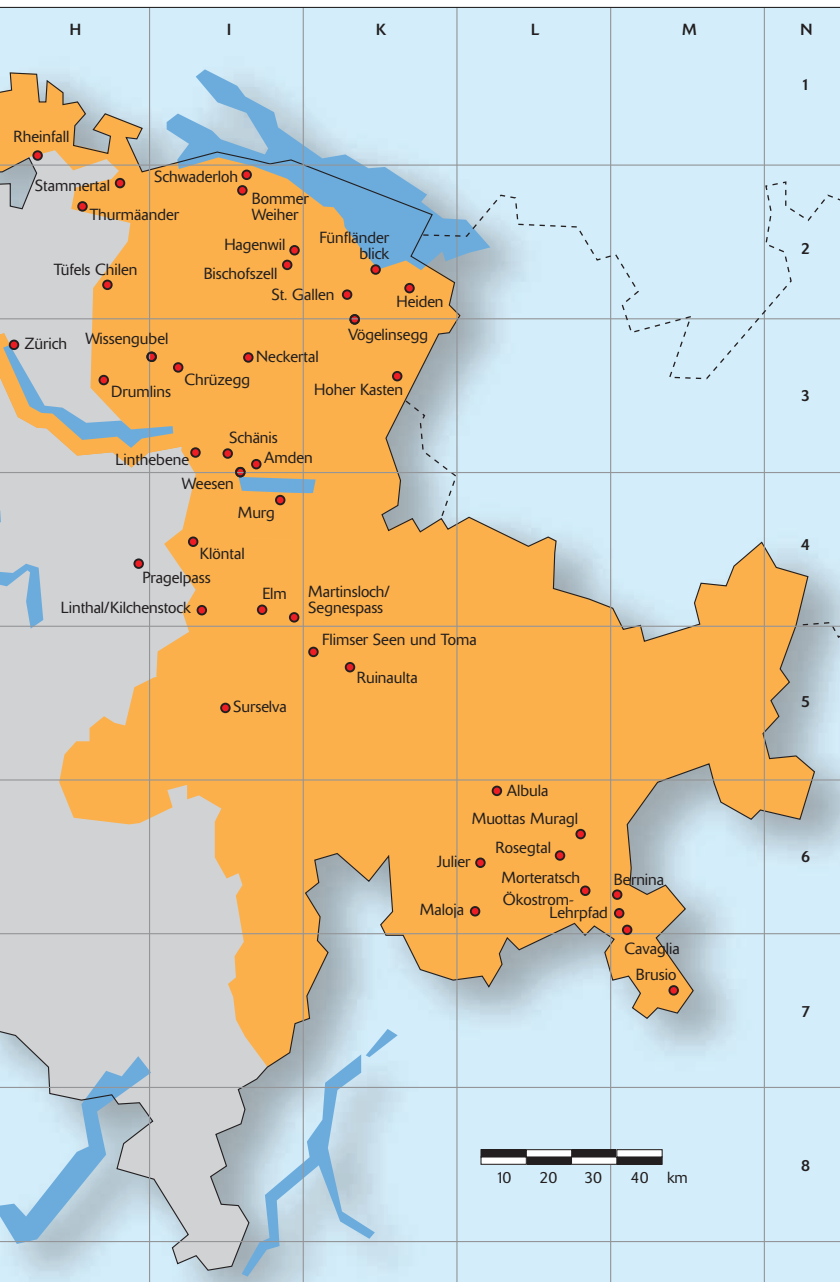 H I K L M N
1
Rheinfall
Stammertal
Schwaderloh
Bommer
Weiher
Thurmäander
Hagenwil
Fünfländer
blick
2
Bischofszell
Tüfels Chilen
St. Gallen
Heiden
Vögelinsegg
Wissengubel
Zürich
Neckertal
Chrüzegg
Drumlins
Hoher Kasten
3
Schänis
Linthebene
Amden
Weesen
Murg
4
Klöntal
Pragelpass
Elm
Martinsloch/
Segnespass
Linthal/Kilchenstock
Flimser Seen und Toma
Ruinaulta
5
Surselva
Albula
Muottas Muragl
Rosegtal
6
Julier
Morteratsch
Bernina
Ökostrom-
Lehrpfad
Maloja
Cavaglia
Brusio
7
8
10 20 30 40 km